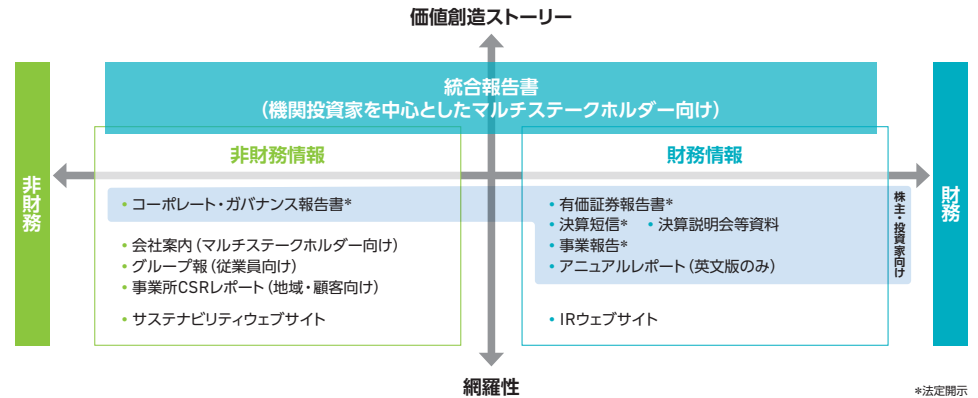 価値創造ストーリー
統合報告書
（機関投資家を中心としたマルチステークホルダー向け）
非財務
非財務情報
・コーポレート・ガバナンス報告書*
・会社案内（マルチステークホルダー向け）
・グループ報（従業員向け）
・事業所CSRレポート（地域・顧客向け）
・サステナビリティウェブサイト
財務情報
・有価証券報告書*
・決算短信* ・決算説明会等資料
・事業報告*
・アニュアルレポート（英文版のみ）
・IRウェブサイト
株主・投資家向け
財務
網羅性
*法定開示